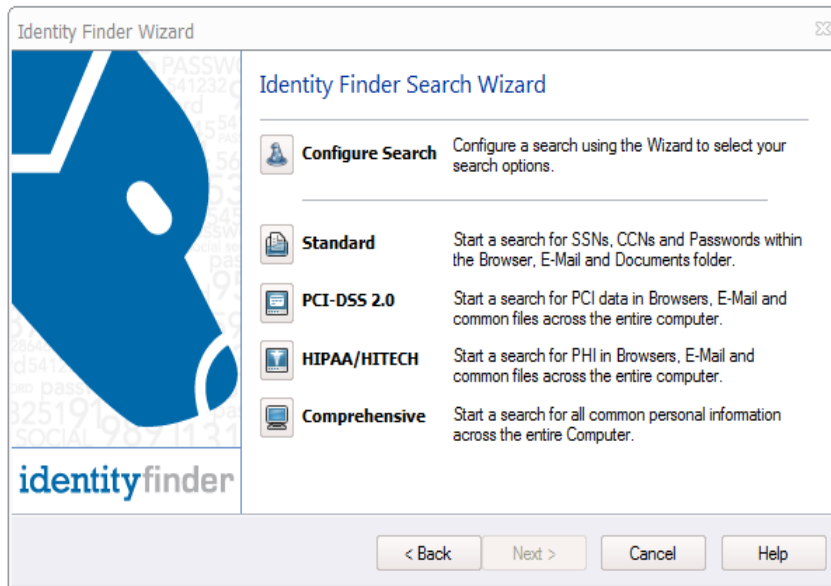 Identity Finder Wizard
Identity Finder Search Wizard
Configure Search
Configure a search using the Wizard to select your
search options.
Standard
Start a search for SSNs, CCNs and Passwords within
the Browser, E-Mail and Documents folder.
PCI-DSS 2.0
Start a search for PCI data in Browsers, E-Mail and
common files across the entire computer.
HIPAA/HITECH
Start a search for PHI in Browsers, E-Mail and
common files across the entire computer.
Comprehensive
Start a search for all common personal information
across the entire Computer.
identityfinder
< Back
Next >
Cancel
Help